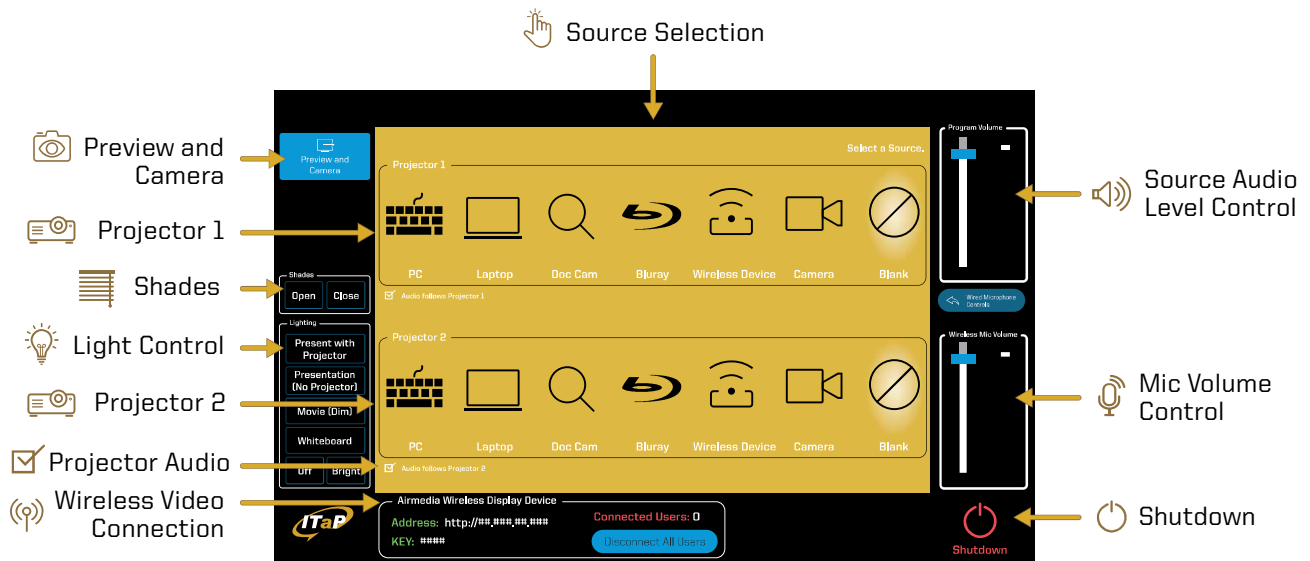 Source Selection
Preview and
Camera
Projector 1
Shades
Light Control
Projector 2
Projector Audio
Wireless Video
Connection
Preview and
Camera
Shades
Open Close
Lighting
Present with
Projector
Presentation
(No Projector)
Movie (Dim)
Whiteboard
Off Bright
ITaP
Select a Source.
Projector 1
PC Laptop Doc Cam Bluray Wireless Device Camera Blank
Audio follows Projector 1
Projector 2
PC Laptop Doc Cam Bluray Wireless Device Camera Blank
Audio follows Projector 2
Airmedia Wireless Display Device
Address: http://##.###.##.### Connected Users: 0
KEY: #### Disconnect All Users
Program Volume
Wired Microphone
Controls
Wireless Mic Volume
Shutdown
Source Audio
Level Control
Mic Volume
Control
Shutdown